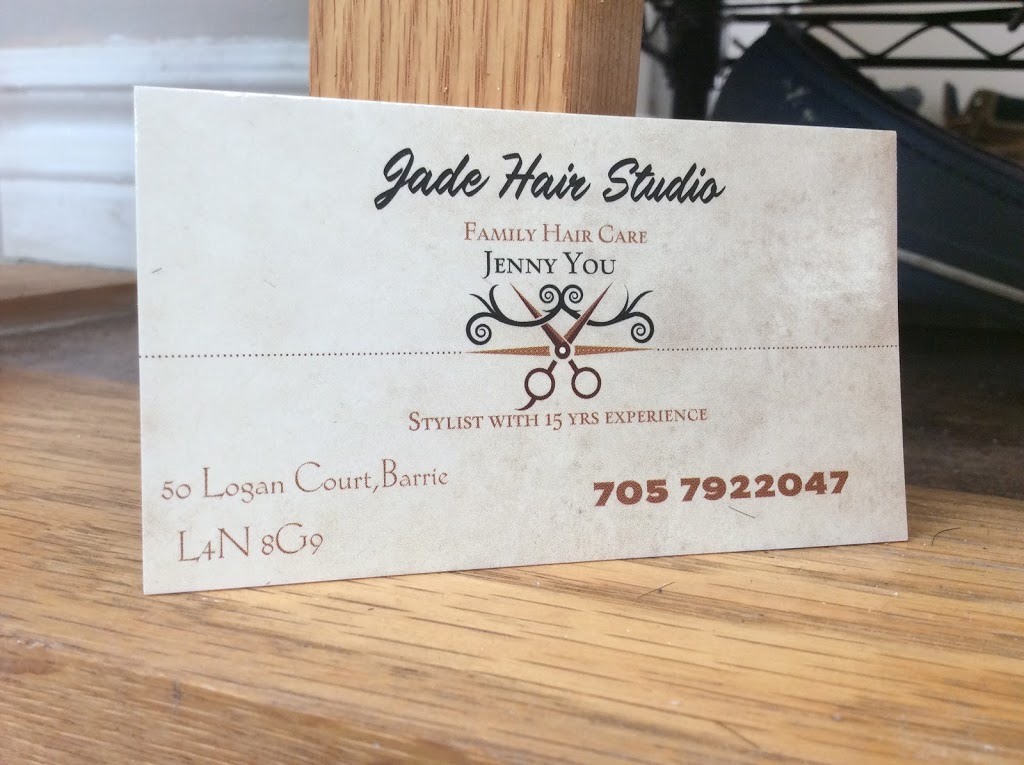 Jade Hair Studio
Family Hair Care
Jenny You
Stylist with 15 yrs experience
50 Logan Court,Barrie
L4N 8G9
705 7922047